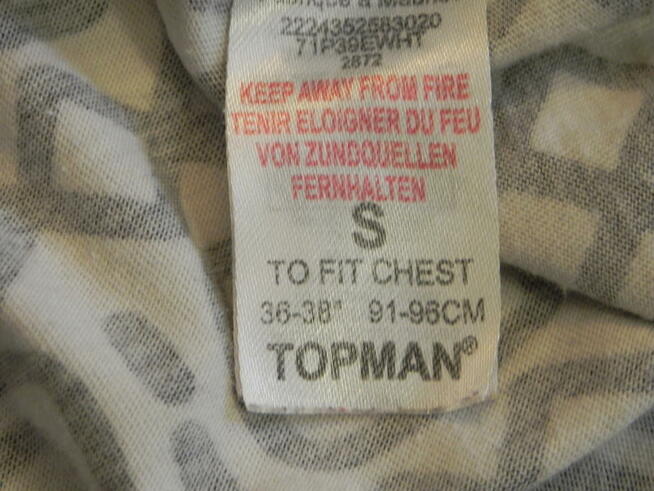 2224352583020
71P39EWHT
2872
KEEP AWAY FROM FIRE
TENIR ELOIGNER DU FEU
VON ZUNDQUELLEN
FERNHALTEN
S
TO FIT CHEST
36-38" 91-96CM
TOPMAN®